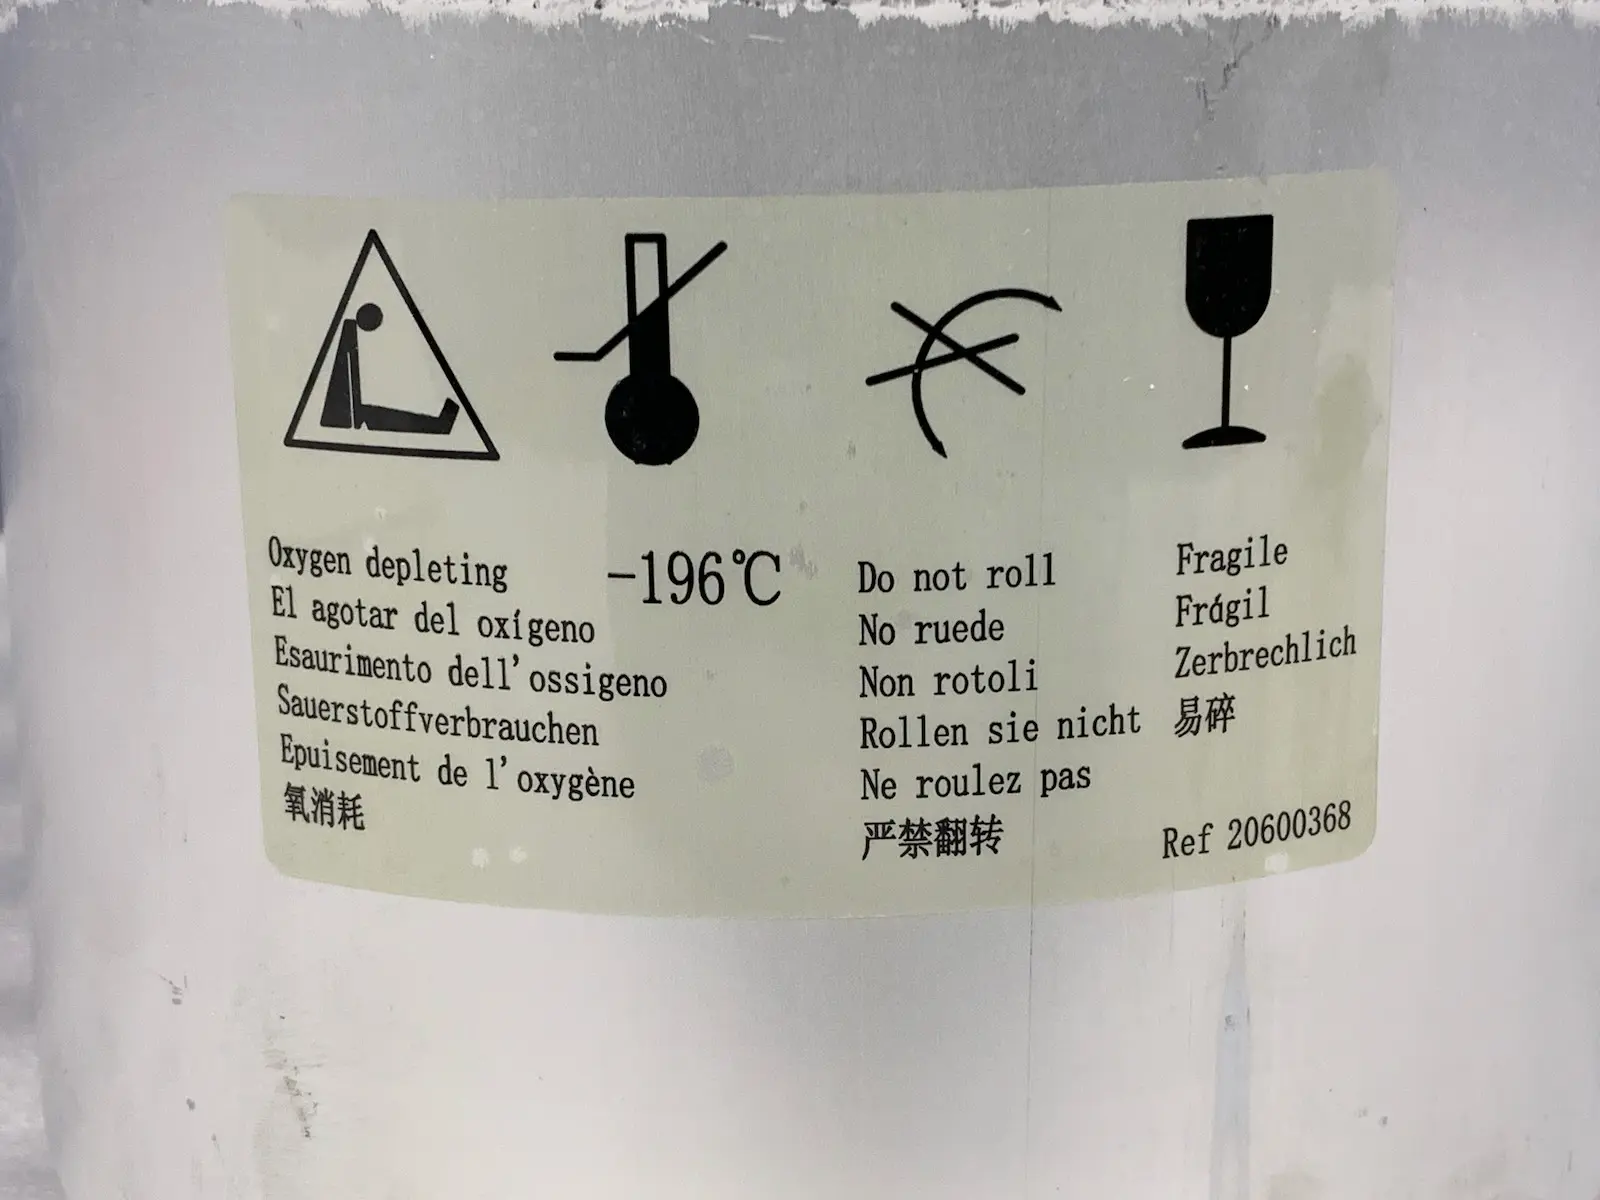 Oxygen depleting
El agotar del oxígeno
Esaurimento dell'ossigeno
Sauerstoffverbrauchen
Epuisement de l'oxygène
氧消耗
-196℃
Do not roll
No ruede
Non rotoli
Rollen sie nicht
Ne roulez pas
严禁翻转
Fragile
Frágil
Zerbrechlich
易碎
Ref 20600368